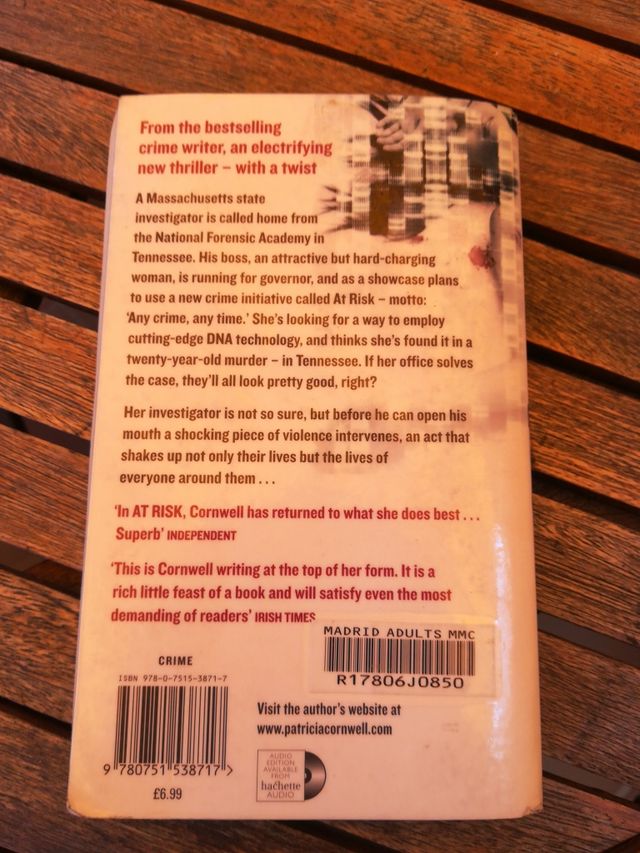 From the bestselling
crime writer, an electrifying
new thriller – with a twist
A Massachusetts state
investigator is called home from
the National Forensic Academy in
Tennessee. His boss, an attractive but hard-charging
woman, is running for governor, and as a showcase plans
to use a new crime initiative called At Risk – motto:
'Any crime, any time.' She's looking for a way to employ
cutting-edge DNA technology, and thinks she's found it in a
twenty-year-old murder – in Tennessee. If her office solves
the case, they'll all look pretty good, right?
Her investigator is not so sure, but before he can open his
mouth a shocking piece of violence intervenes, an act that
shakes up not only their lives but the lives of
everyone around them ...
'In AT RISK, Cornwell has returned to what she does best ...
Superb' INDEPENDENT
'This is Cornwell writing at the top of her form. It is a
rich little feast of a book and will satisfy even the most
demanding of readers' IRISH TIMES
MADRID ADULTS MMC
R17806J0850
CRIME
ISBN 978-0-7515-3871-7
9 780751 538717 >
£6.99
Visit the author's website at
www.patriciacornwell.com
AUDIO
EDITION
AVAILABLE
FROM
hachette
AUDIO